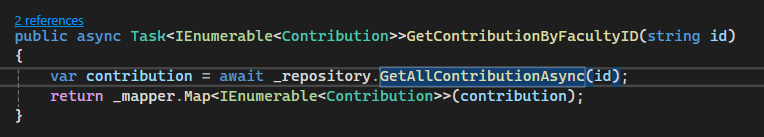 2 references
public async Task<IEnumerable<Contribution>>GetContributionByFacultyID(string id)
{
var contribution = await _repository.GetAllContributionAsync(id);
return _mapper.Map<IEnumerable<Contribution>>(contribution);
}